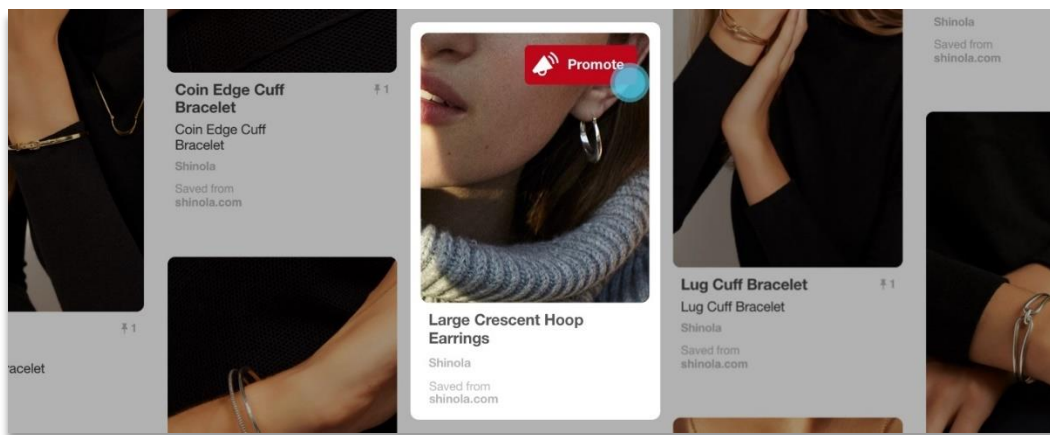 racelet
1
Coin Edge Cuff
Bracelet
1
Coin Edge Cuff
Bracelet
Shinola
Saved from
shinola.com
Promote
Large Crescent Hoop
Earrings
Shinola
Saved from
shinola.com
Lug Cuff Bracelet
1
Lug Cuff Bracelet
Shinola
Saved from
shinola.com
Shinola
Saved from
shinola.com